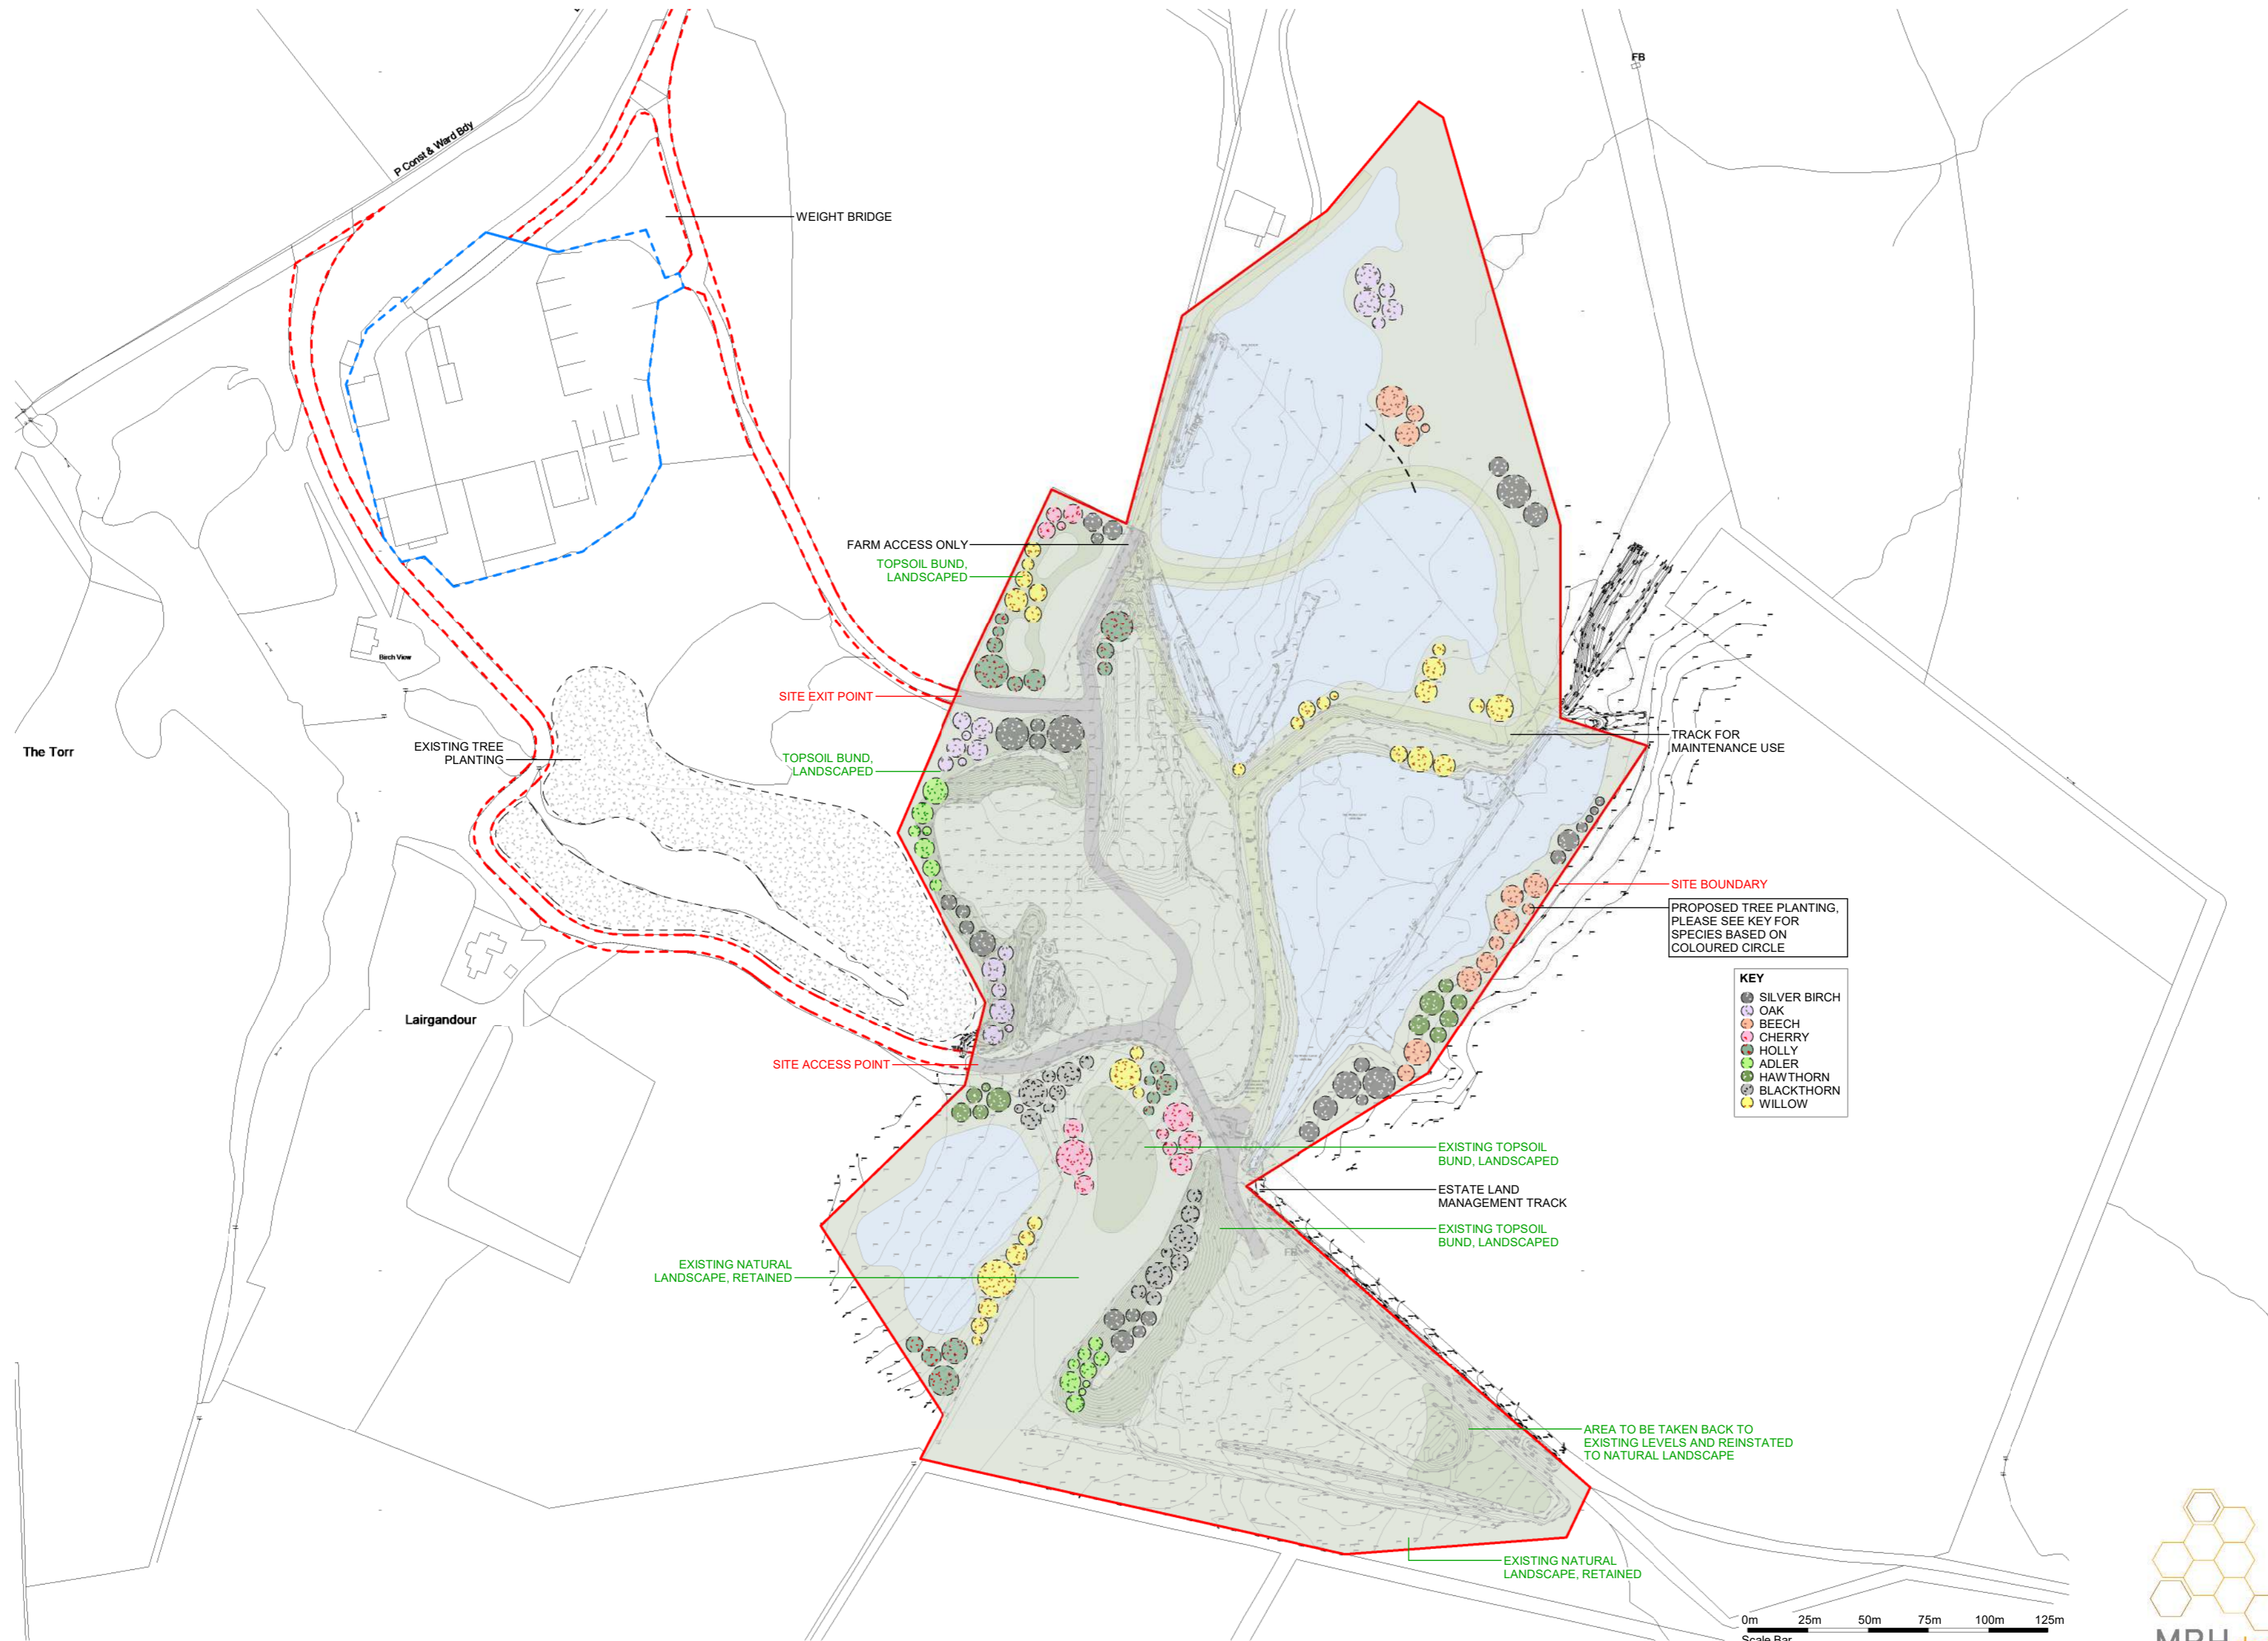 FB
P Const & Ward Bdy
WEIGHT BRIDGE
Track
FARM ACCESS ONLY
TOPSOIL BUND,
LANDSCAPED
Birch View
SITE EXIT POINT
EXISTING TREE
PLANTING
The Torr
TOPSOIL BUND,
LANDSCAPED
TRACK FOR
MAINTENANCE USE
SITE BOUNDARY
PROPOSED TREE PLANTING,
PLEASE SEE KEY FOR
SPECIES BASED ON
COLOURED CIRCLE
KEY
SILVER BIRCH
OAK
BEECH
CHERRY
HOLLY
ADLER
HAWTHORN
BLACKTHORN
WILLOW
Lairgandour
SITE ACCESS POINT
EXISTING TOPSOIL
BUND, LANDSCAPED
ESTATE LAND
MANAGEMENT TRACK
EXISTING TOPSOIL
BUND, LANDSCAPED
FB
EXISTING NATURAL
LANDSCAPE, RETAINED
AREA TO BE TAKEN BACK TO
EXISTING LEVELS AND REINSTATED
TO NATURAL LANDSCAPE
EXISTING NATURAL
LANDSCAPE, RETAINED
0m 25m 50m 75m 100m 125m
Scale Bar